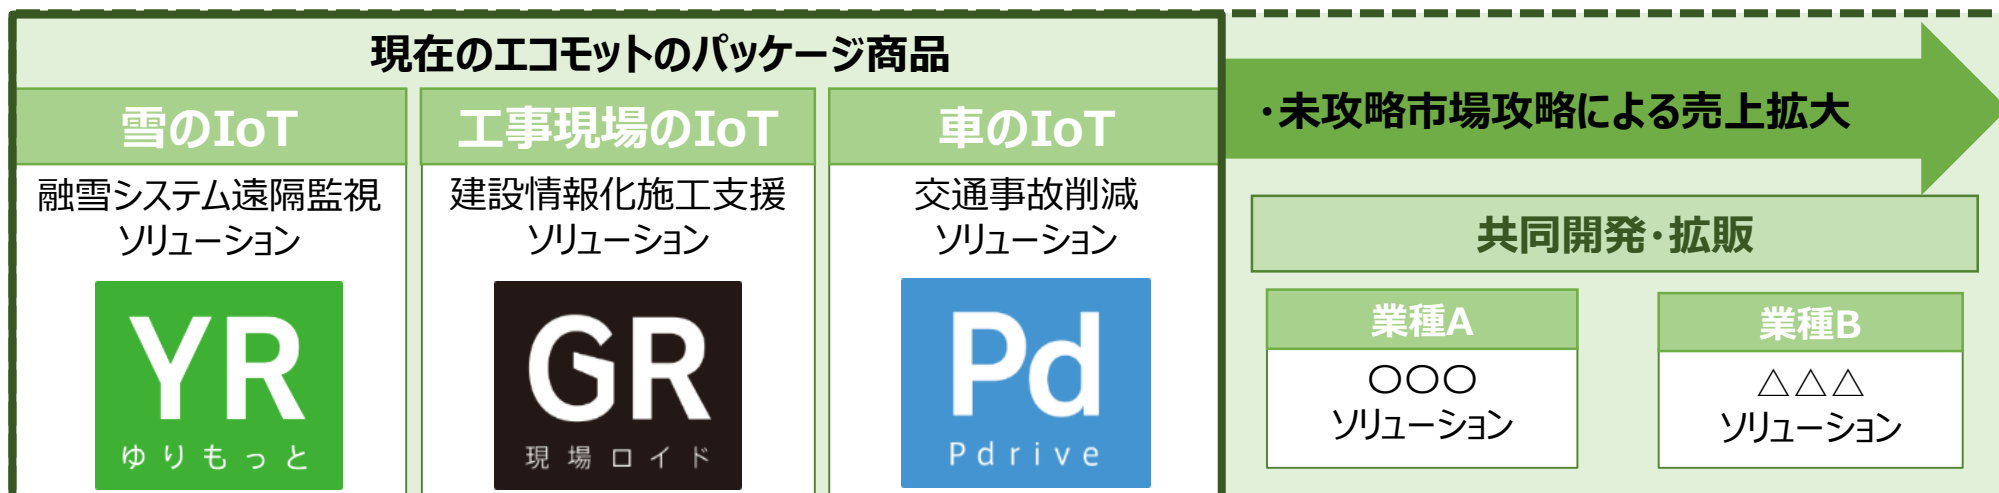 現在のエコモットのパッケージ商品
雪のIoT
融雪システム遠隔監視
ソリューション
YR
ゆりもっと
工事現場のIoT
建設情報化施工支援
ソリューション
GR
現場ロイド
車のIoT
交通事故削減
ソリューション
Pd
Pdrive
・未攻略市場攻略による売上拡大
共同開発・拡販
業種A
〇〇〇
ソリューション
業種B
△△△
ソリューション